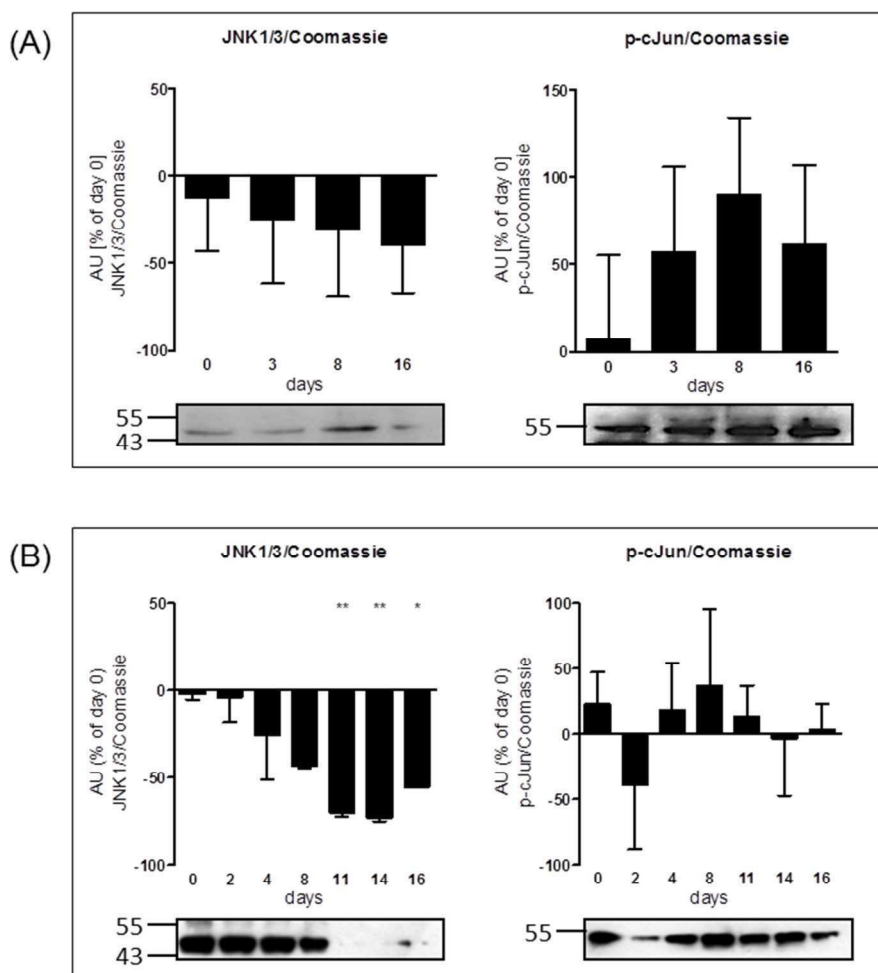 (A)
JNK1/3/Coomassie
AU [% of day 0]
JNK1/3/Coomassie
50
0
-50
-100
0 3 8 16
days
55
43
p-cJun/Coomassie
AU [% of day 0]
p-cJun/Coomassie
150
100
50
0
0 3 8 16
days
55
(B)
JNK1/3/Coomassie
AU (% of day 0)
JNK1/3/Coomassie
50
0
-50
-100
** ** *
0 2 4 8 11 14 16
days
55
43
p-cJun/Coomassie
AU (% of day 0)
p-cJun/Coomassie
100
50
0
-50
-100
0 2 4 8 11 14 16
days
55